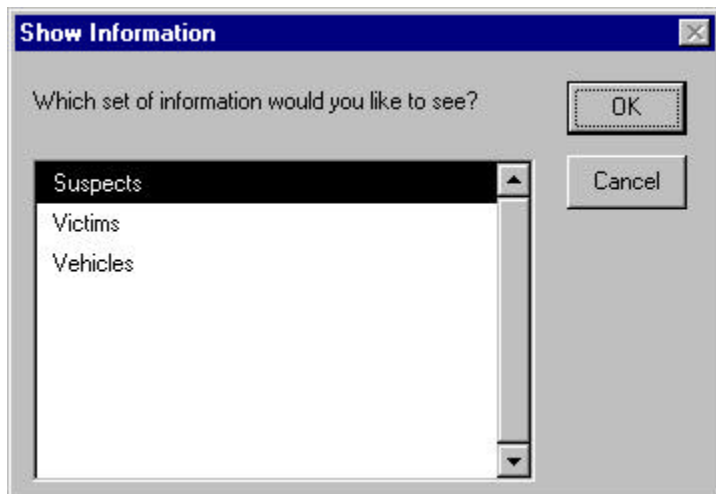 Show Information
Which set of information would you like to see?
OK
Suspects
Cancel
Victims
Vehicles